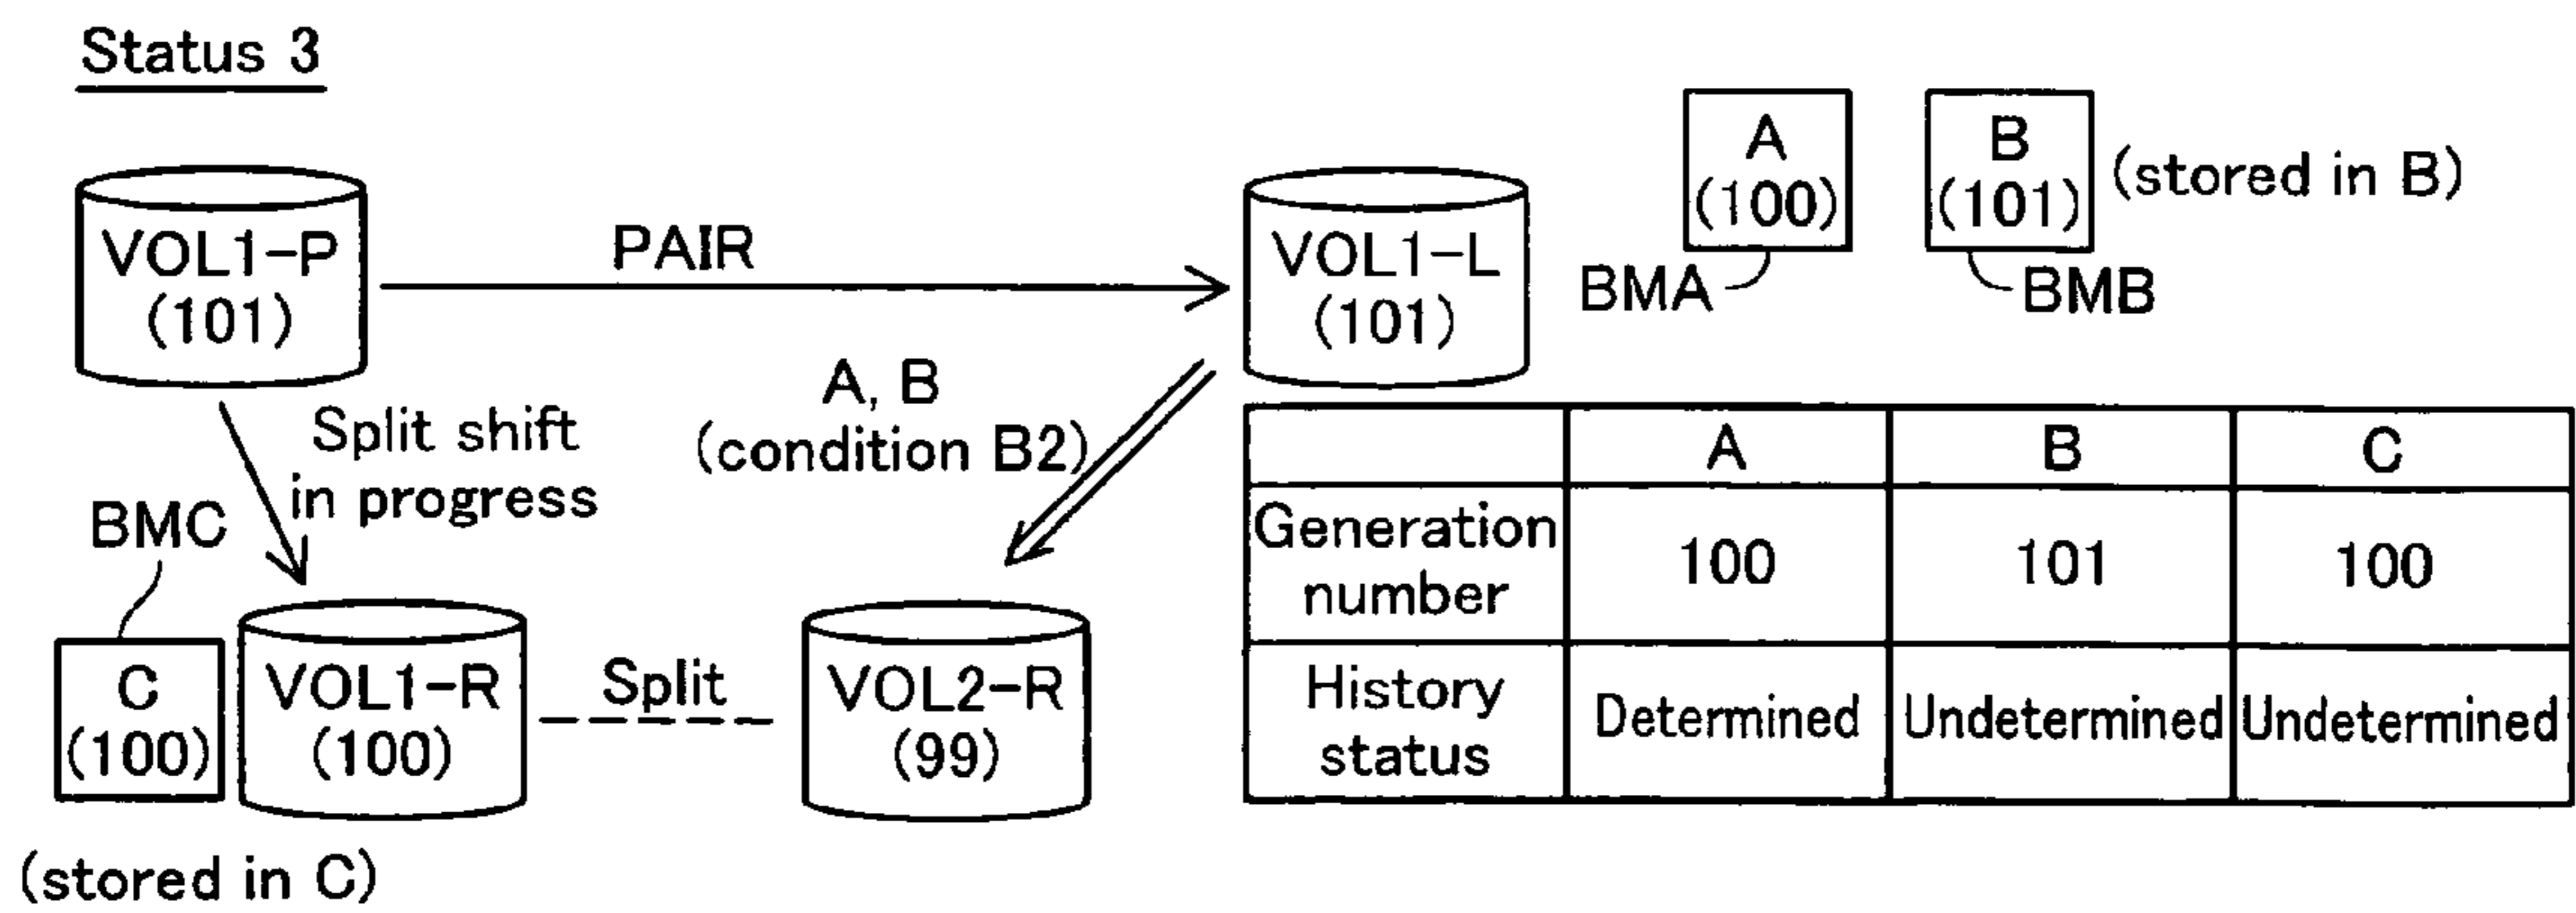 Status 3
VOL1-P
(101)
PAIR
VOL1-L
(101)
A
(100)
B
(101)
(stored in B)
BMA
BMB
Split shift
in progress
A, B
(condition B2)
BMC
C
(100)
(stored in C)
VOL1-R
(100)
Split
VOL2-R
(99)
A B C
Generation
number
100 101 100
History
status
Determined Undetermined Undetermined